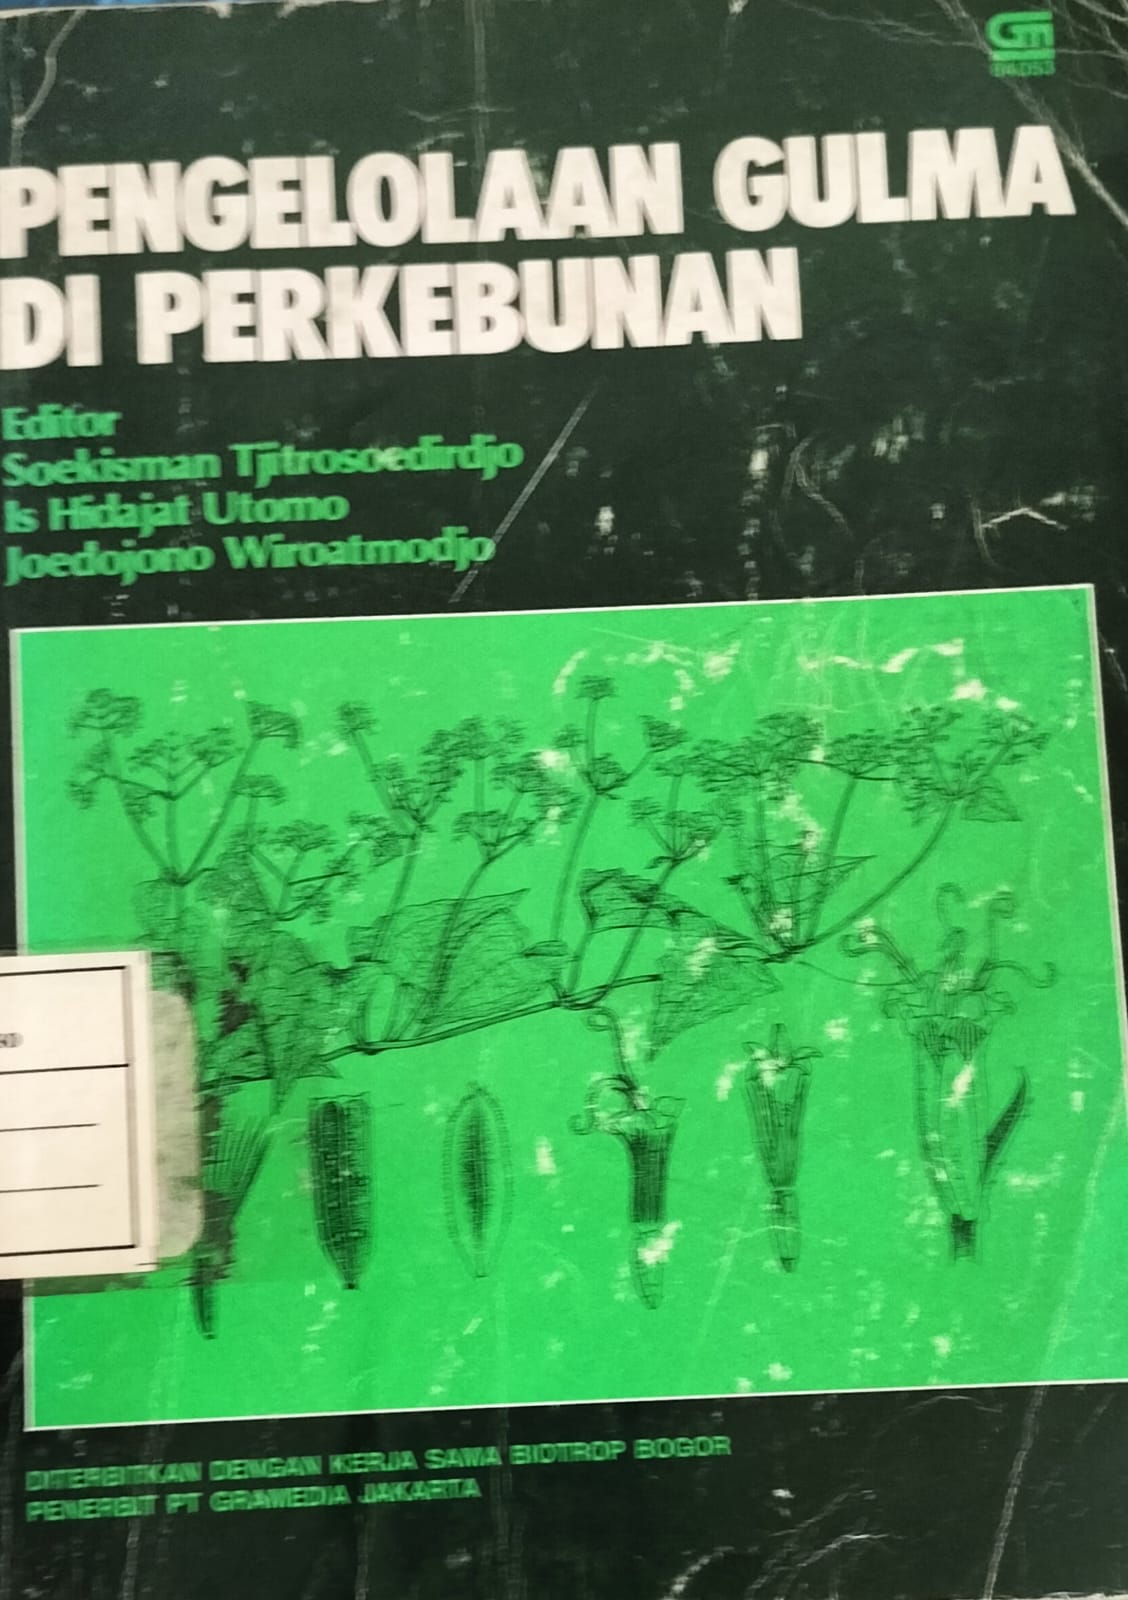 Gm
PENGELOLAAN GULMA
DI PERKEBUNAN
Editor
Soekisman Tjitrosoedirdjo
Is Hidajat Utomo
Joedojono Wiroatmodjo
DITERBITKAN DENGAN KERJA SAMA BIOTROP BOGOR
PENERBIT PT GRAMEDIA JAKARTA